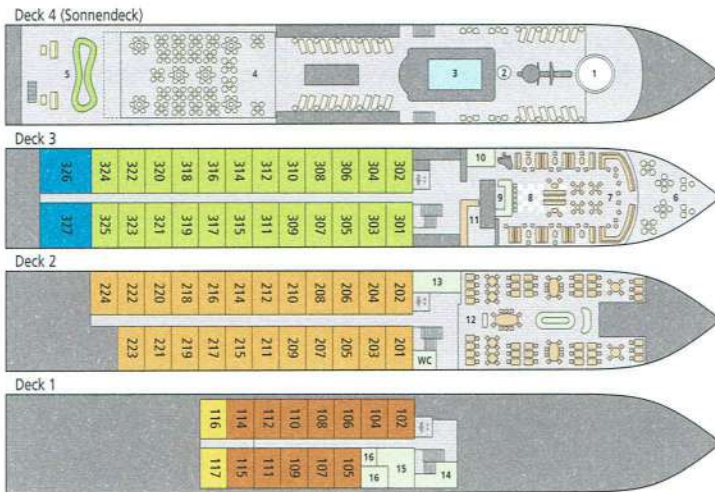 Deck 4 (Sonnendeck)
5 4 3 2 1
Deck 3
326 324 322 320 318 316 314 312 310 308 306 304 302 10
9 8 7 6
327 325 323 321 319 317 315 311 309 307 305 303 301 11
Deck 2
224 222 220 218 216 214 212 210 208 206 204 202 13
12
223 221 219 217 215 211 209 207 205 203 201 WC
Deck 1
116 114 112 110 108 106 104 102
117 115 111 109 107 105 16 16 15 14